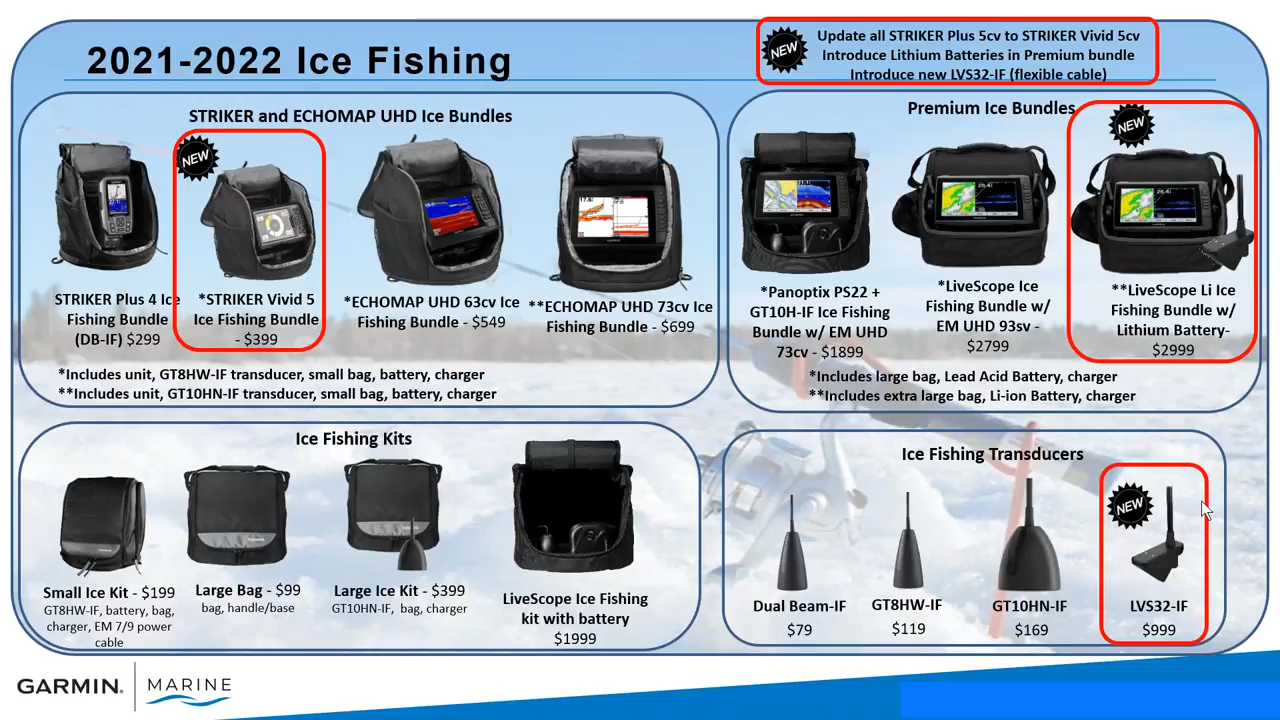 2021-2022 Ice Fishing
NEW
Update all STRIKER Plus 5cv to STRIKER Vivid 5cv
Introduce Lithium Batteries in Premium bundle
Introduce new LVS32-IF (flexible cable)
STRIKER and ECHOMAP UHD Ice Bundles
NEW
STRIKER Plus 4 Ice
Fishing Bundle
(DB-IF) $299
*STRIKER Vivid 5
Ice Fishing Bundle
- $399
*ECHOMAP UHD 63cv Ice
Fishing Bundle - $549
**ECHOMAP UHD 73cv Ice
Fishing Bundle - $699
*Includes unit, GT8HW-IF transducer, small bag, battery, charger
**Includes unit, GT10HN-IF transducer, small bag, battery, charger
Premium Ice Bundles
NEW
*Panoptix PS22 +
GT10H-IF Ice Fishing
Bundle w/ EM UHD
73cv - $1899
*LiveScope Ice
Fishing Bundle w/
EM UHD 93sv -
$2799
**LiveScope Li Ice
Fishing Bundle w/
Lithium Battery-
$2999
*Includes large bag, Lead Acid Battery, charger
**Includes extra large bag, Li-ion Battery, charger
Ice Fishing Kits
Small Ice Kit - $199
GT8HW-IF, battery, bag,
charger, EM 7/9 power
cable
Large Bag - $99
bag, handle/base
Large Ice Kit - $399
GT10HN-IF, bag, charger
LiveScope Ice Fishing
kit with battery
$1999
Ice Fishing Transducers
NEW
Dual Beam-IF
$79
GT8HW-IF
$119
GT10HN-IF
$169
LVS32-IF
$999
GARMIN. MARINE